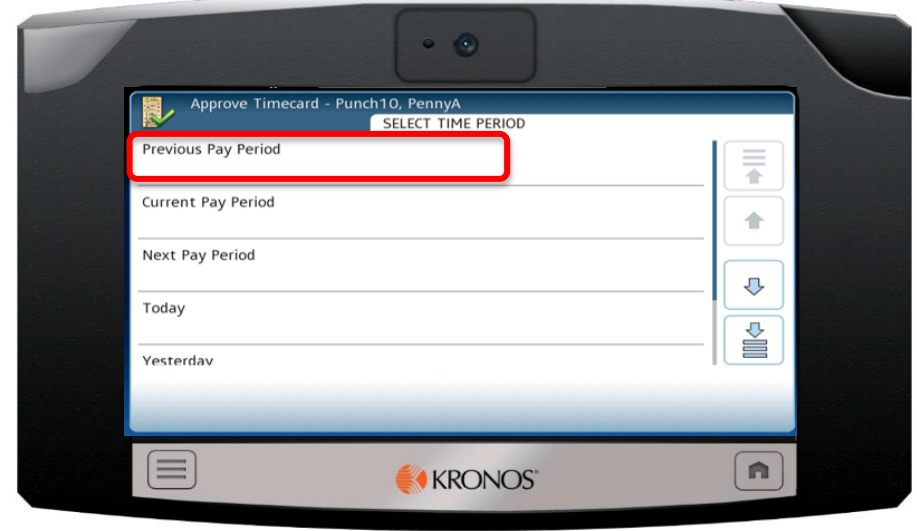 Approve Timecard - Punch10, PennyA
SELECT TIME PERIOD
Previous Pay Period
Current Pay Period
Next Pay Period
Today
Yesterday
KRONOS